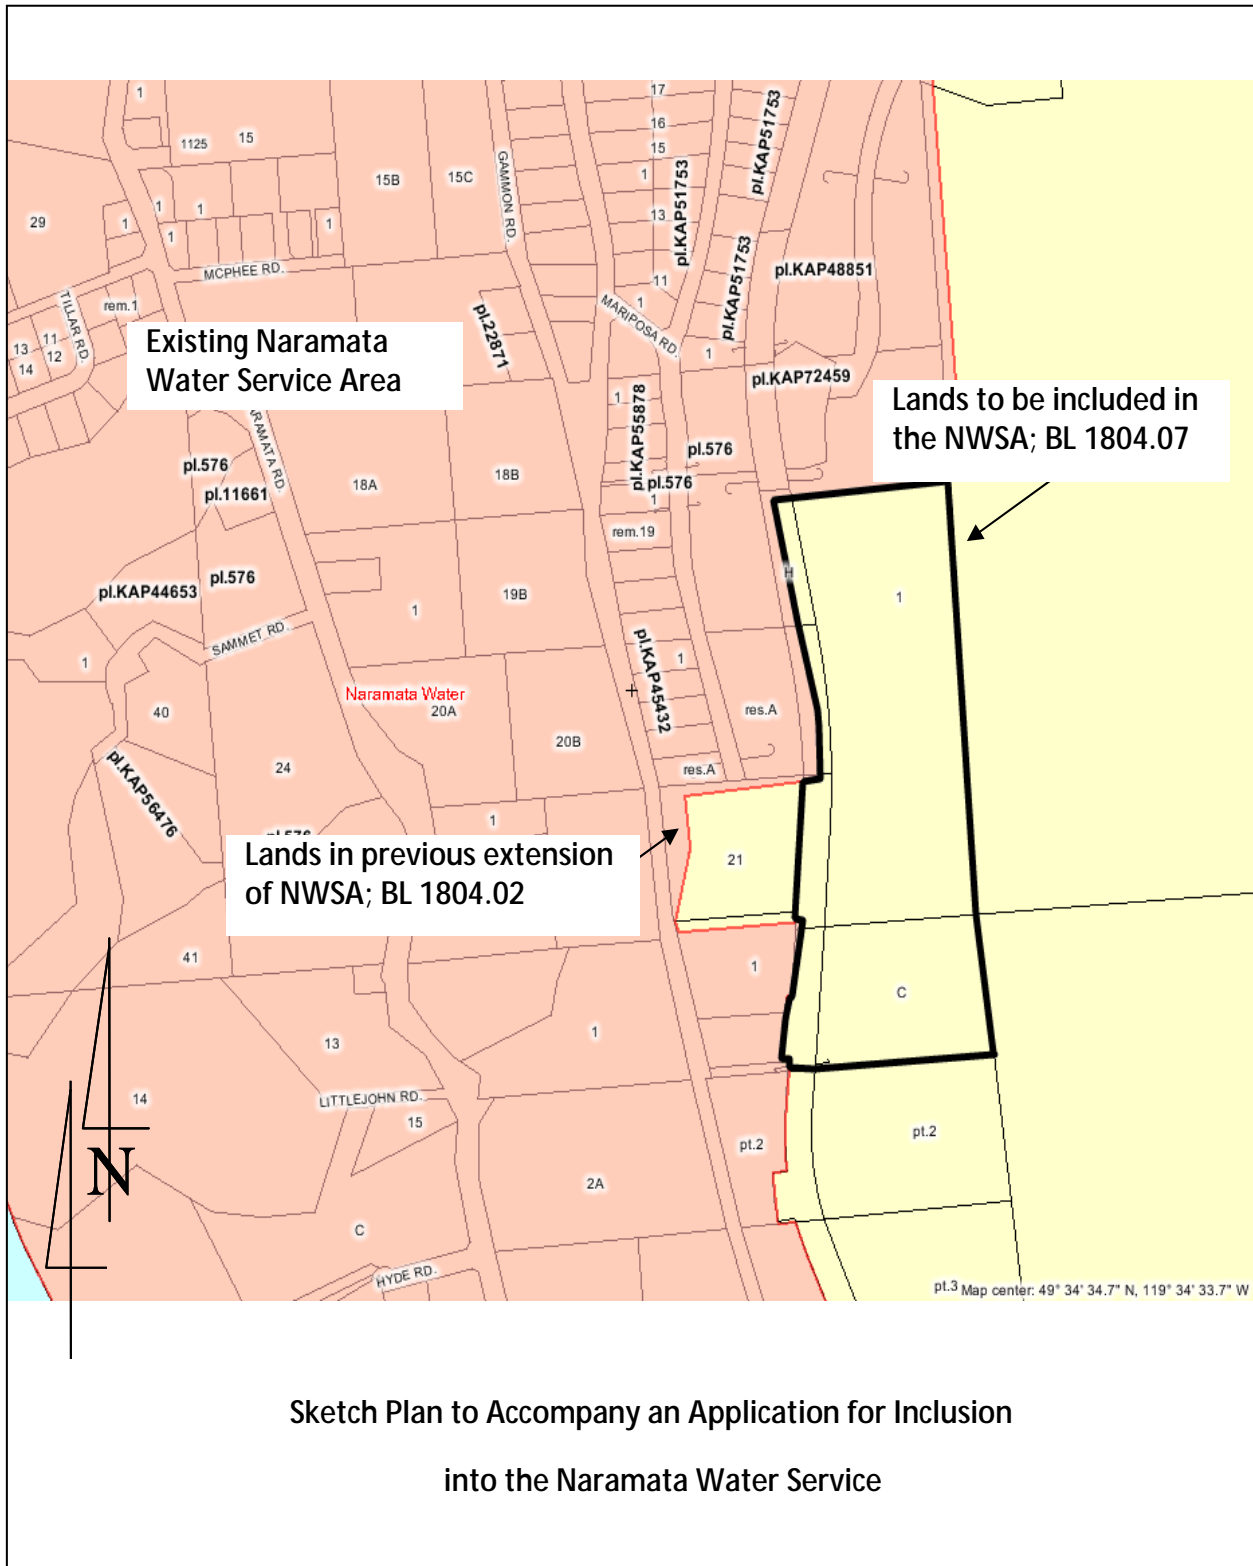 1
1125
15
15B
15C
GAMMON RD.
17
16
15
1
13
11
1
pl.KAP51753
pl.KAP51753
pl.KAP51753
pl.KAP48851
29
1
1
1
1
1
MCPHEE RD.
TILLAR RD.
rem.1
13
11
12
14
pl.22871
MARIPOSA RD.
1
pl.KAP72459
Existing Naramata
Water Service Area
Lands to be included in
the NWSA; BL 1804.07
1
pl.KAP55878
pl.576
pl.576
1
pl.576
pl.11661
ARAMATA RD.
18A
18B
rem.19
H
1
pl.KAP44653
pl.576
1
19B
SAMMET RD.
1
pl.KAP45432
1
Naramata Water
20A
40
20B
res.A
res.A
24
pl.KAP56476
1
pl.576
Lands in previous extension
of NWSA; BL 1804.02
21
41
1
C
13
1
14
LITTLEJOHN RD.
15
pt.2
pt.2
N
2A
C
HYDE RD.
pt.3
Map center: 49° 34' 34.7" N, 119° 34' 33.7" W
Sketch Plan to Accompany an Application for Inclusion
into the Naramata Water Service